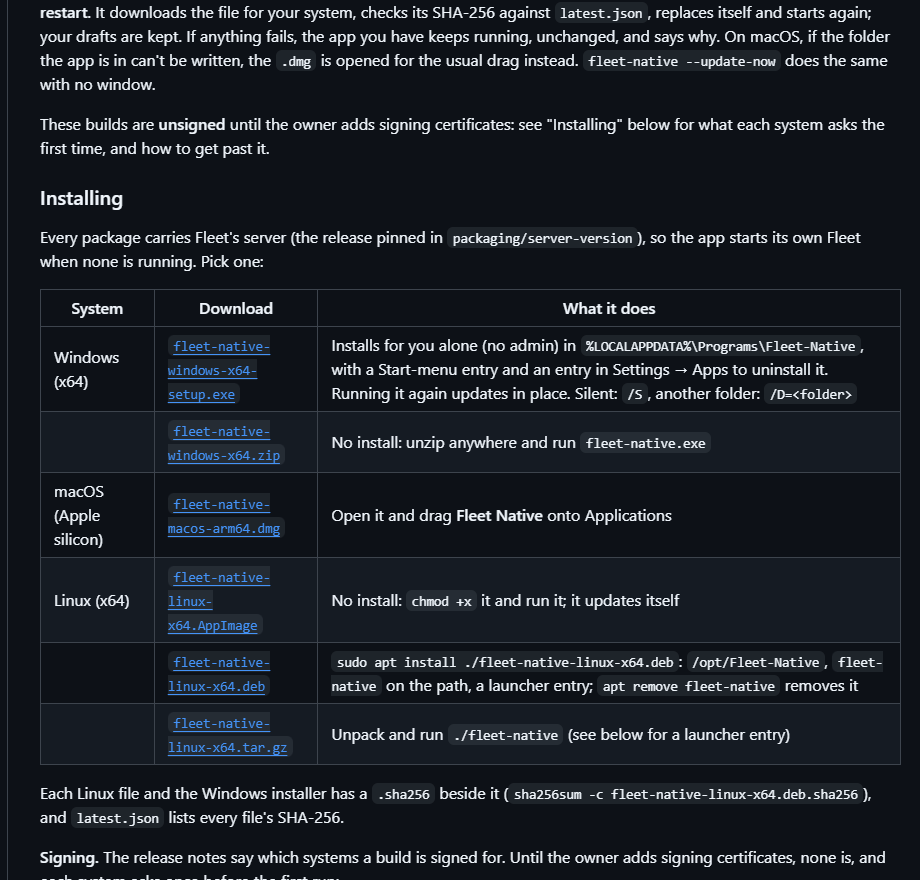 restart. It downloads the file for your system, checks its SHA-256 against latest.json, replaces itself and starts again;
your drafts are kept. If anything fails, the app you have keeps running, unchanged, and says why. On macOS, if the folder
the app is in can't be written, the .dmg is opened for the usual drag instead. fleet-native --update-now does the same
with no window.
These builds are unsigned until the owner adds signing certificates: see "Installing" below for what each system asks the
first time, and how to get past it.
Installing
Every package carries Fleet's server (the release pinned in packaging/server-version), so the app starts its own Fleet
when none is running. Pick one:
System Download What it does
Windows
(x64)
fleet-native-
windows-x64-
setup.exe
Installs for you alone (no admin) in %LOCALAPPDATA%\Programs\Fleet-Native,
with a Start-menu entry and an entry in Settings → Apps to uninstall it.
Running it again updates in place. Silent: /S, another folder: /D=<folder>
fleet-native-
windows-x64.zip
No install: unzip anywhere and run fleet-native.exe
macOS
(Apple
silicon)
fleet-native-
macos-arm64.dmg
Open it and drag Fleet Native onto Applications
Linux (x64)
fleet-native-
linux-
x64.AppImage
No install: chmod +x it and run it; it updates itself
fleet-native-
linux-x64.deb
sudo apt install ./fleet-native-linux-x64.deb: /opt/Fleet-Native, fleet-
native on the path, a launcher entry; apt remove fleet-native removes it
fleet-native-
linux-x64.tar.gz
Unpack and run ./fleet-native (see below for a launcher entry)
Each Linux file and the Windows installer has a .sha256 beside it (sha256sum -c fleet-native-linux-x64.deb.sha256),
and latest.json lists every file's SHA-256.
Signing. The release notes say which systems a build is signed for. Until the owner adds signing certificates, none is, and
each system asks once before the first run: